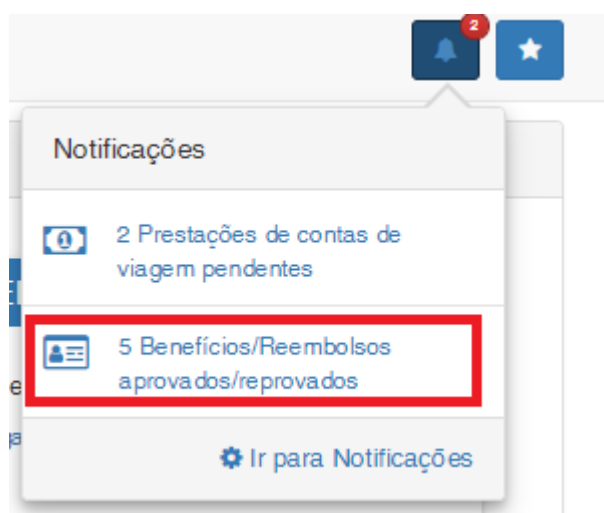 2
Notificações
2 Prestações de contas de
viagem pendentes
5 Benefícios/Reembolsos
aprovados/reprovados
Ir para Notificações